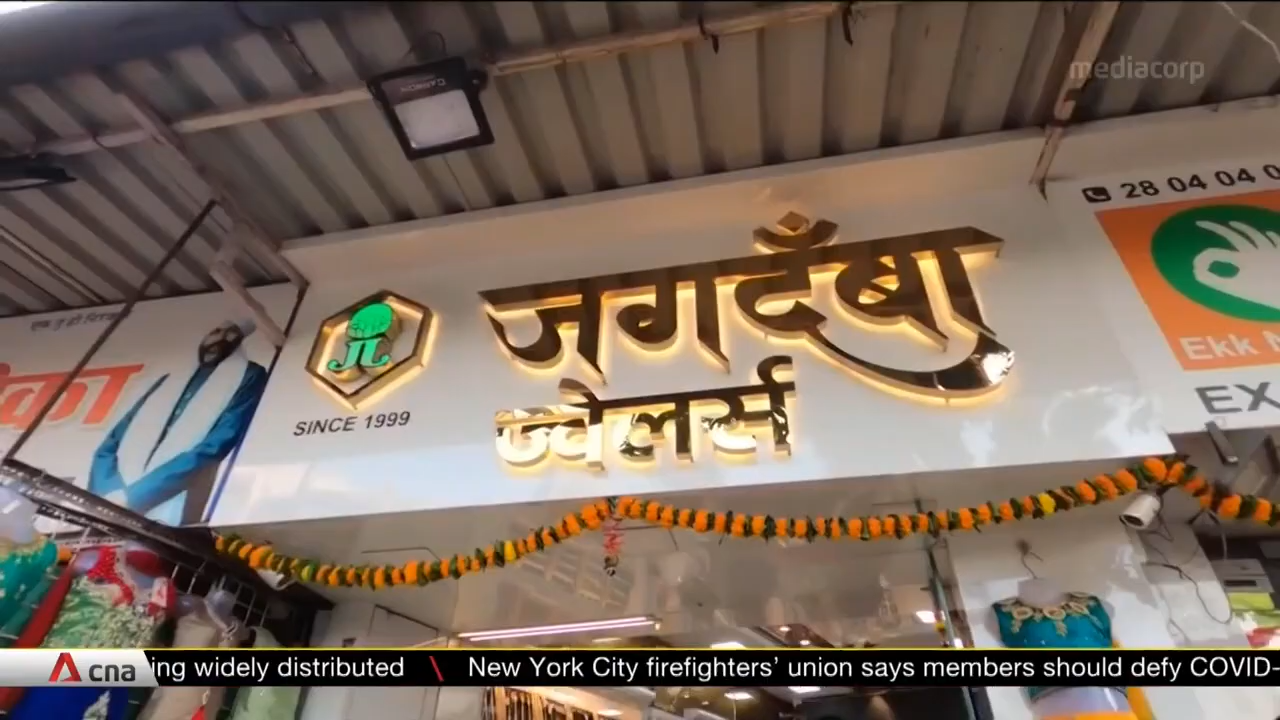 mediacorp
28 04 04 0
जगदँबा
ज्वेलर्स
JL
SINCE 1999
Ekk
EX
cna
ing widely distributed \ New York City firefighters' union says members should defy COVID-